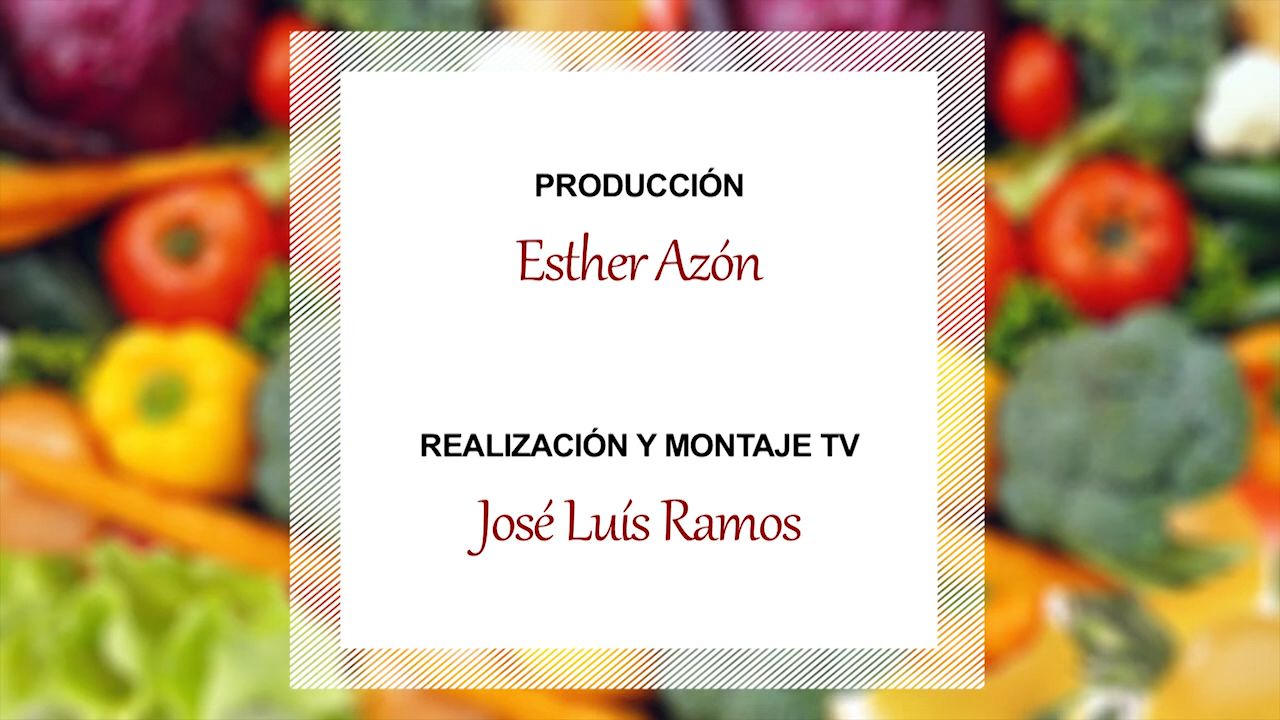 PRODUCCIÓN
Esther Azón
REALIZACIÓN Y MONTAJE TV
José Luís Ramos